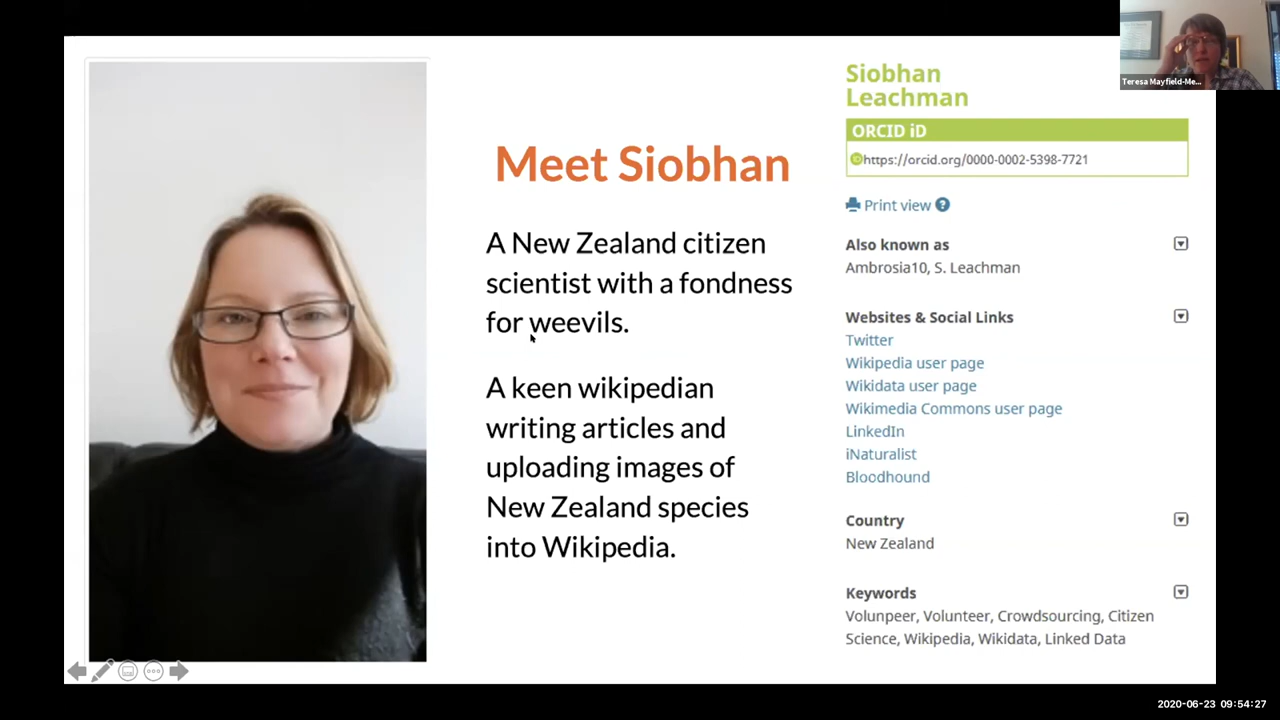 Meet Siobhan
A New Zealand citizen
scientist with a fondness
for weevils.
A keen wikipedian
writing articles and
uploading images of
New Zealand species
into Wikipedia.
Siobhan
Leachman
ORCID iD
iD https://orcid.org/0000-0002-5398-7721
Print view ?
Also known as
Ambrosia10, S. Leachman
Websites & Social Links
Twitter
Wikipedia user page
Wikidata user page
Wikimedia Commons user page
LinkedIn
iNaturalist
Bloodhound
Country
New Zealand
Keywords
Volunpeer, Volunteer, Crowdsourcing, Citizen
Science, Wikipedia, Wikidata, Linked Data
Teresa Mayfield-Me...
2020-06-23 09:54:27